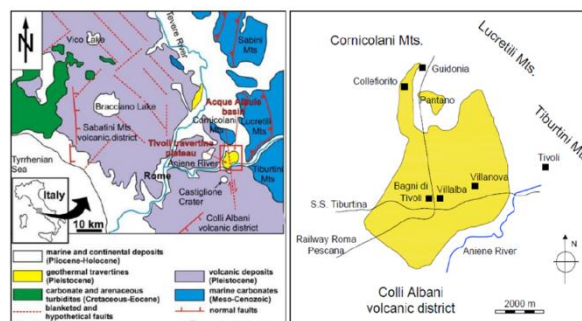 N
Vico Lake
Tevere River
Sabini
Mts
Acque Albule
basin
Cornicolani
Mts
Lucretili
Mts
Bracciano Lake
Sabatini Mts
volcanic district
Tivoli travertine
plateau
Aniene River
Tiburtini
Mts
Tyrrhenian
Sea
Rome
Castiglione
Crater
Italy
Colli Albani
volcanic district
10 km
marine and continental deposits
(Pliocene-Holocene)
geothermal travertines
(Pleistocene)
volcanic deposits
(Pleistocene)
carbonate and arenaceous
turbidites (Cretaceous-Eocene)
marine carbonates
(Meso-Cenozoic)
blanketed and
hypothetical faults
normal faults
Cornicolani Mts.
Lucretili Mts.
Guidonia
Collefiorito
Pantano
Tiburtini Mt
Tivoli
Villanova
Bagni di
Tivoli
Villalba
S.S. Tiburtina
Railway Roma
Pescana
Aniene River
N
Colli Albani
volcanic district
2000 m